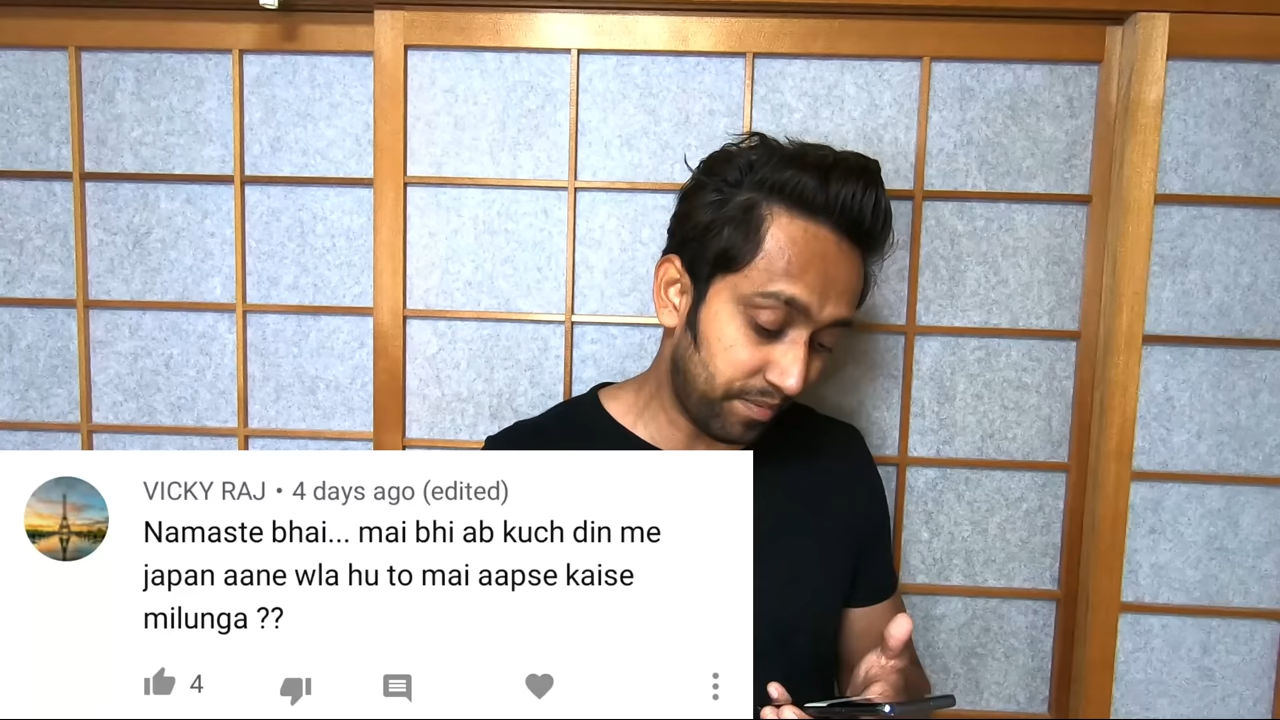 VICKY RAJ • 4 days ago (edited)
Namaste bhai... mai bhi ab kuch din me
japan aane wla hu to mai aapse kaise
milunga ??
4